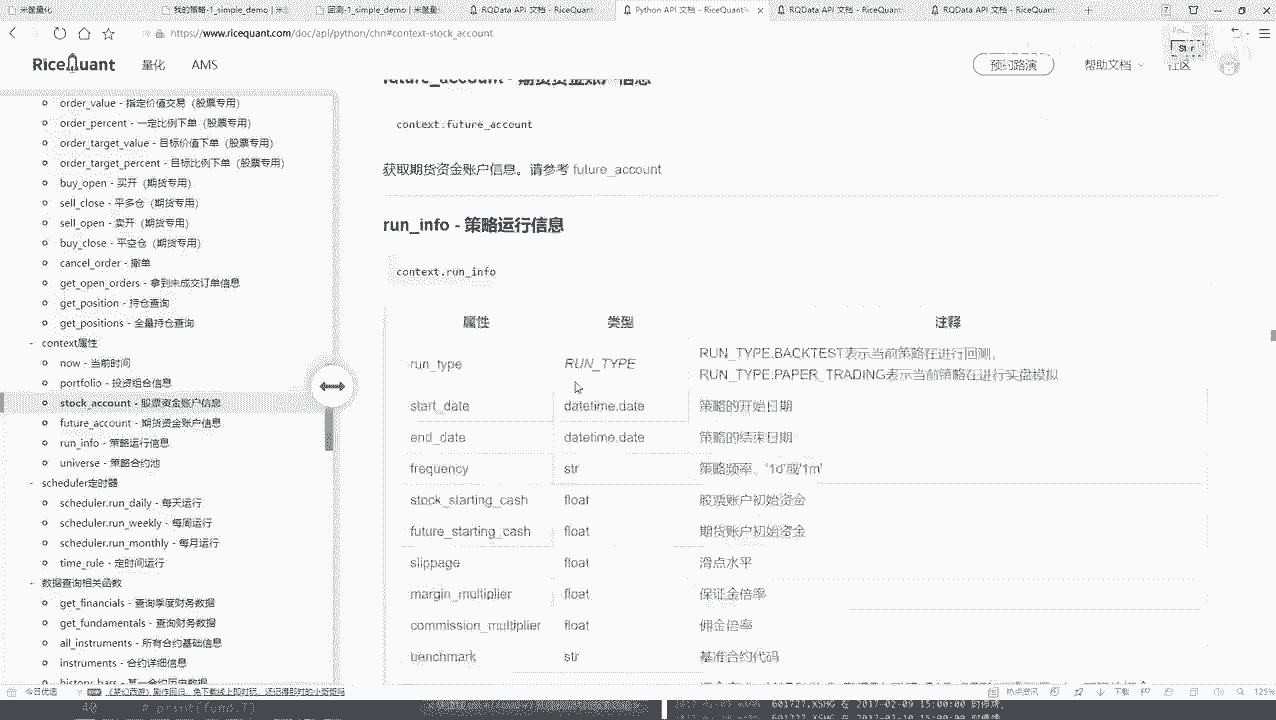 米筐量化
我的策略-1_simple_demo | 米
回测-1_simple_demo | 米筐量
RQData API 文档 - RiceQuant
Python API 文档 - RiceQuant
RQData API 文档 - RiceQuant
RQData API 文档 - RiceQuant
https://www.ricequant.com/doc/api/python/chn#context-stock_account
RiceQuant
量化
AMS
预约路演
帮助文档
社区
order_value - 指定价值交易（股票专用）
order_percent - 一定比例下单（股票专用）
order_target_value - 目标价值下单（股票专用）
order_target_percent - 目标比例下单（股票专用）
buy_open - 买开（期货专用）
sell_close - 平多仓（期货专用）
sell_open - 卖开（期货专用）
buy_close - 平空仓（期货专用）
cancel_order - 撤单
get_open_orders - 拿到未成交订单信息
get_position - 持仓查询
get_positions - 全量持仓查询
context属性
now - 当前时间
portfolio - 投资组合信息
stock_account - 股票资金账户信息
future_account - 期货资金账户信息
run_info - 策略运行信息
universe - 策略合约池
scheduler定时器
scheduler.run_daily - 每天运行
scheduler.run_weekly - 每周运行
scheduler.run_monthly - 每月运行
time_rule - 定时间运行
数据查询相关函数
get_financials - 查询季度财务数据
get_fundamentals - 查询财务数据
all_instruments - 所有合约基础信息
instruments - 合约详细信息
history_bars - 某一合约历史数据
future_account - 期货资金账户信息
context.future_account
获取期货资金账户信息。请参考 future_account
run_info - 策略运行信息
context.run_info
属性 类型 注释
run_type RUN_TYPE RUN_TYPE.BACKTEST表示当前策略在进行回测，
RUN_TYPE.PAPER_TRADING表示当前策略在进行实盘模拟
start_date datetime.date 策略的开始日期
end_date datetime.date 策略的结束日期
frequency str 策略频率，'1d'或'1m'
stock_starting_cash float 股票账户初始资金
future_starting_cash float 期货账户初始资金
slippage float 滑点水平
margin_multiplier float 保证金倍率
commission_multiplier float 佣金倍率
benchmark str 基准合约代码
今日优选
热点资讯
下载
125%
40 # print(fund.T)
601727.XSHG 在 2017-02-09 15:00:00 时停牌，